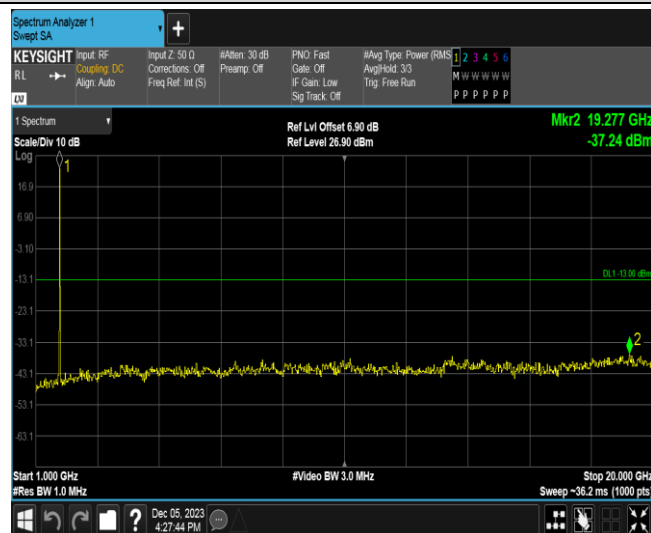 Spectrum Analyzer 1
Swept SA
+
KEYSIGHT Input: RF Input Z: 50 Ω #Atten: 30 dB PNO: Fast #Avg Type: Power (RMS 1 2 3 4 5 6
RL Coupling: DC Corrections: Off Preamp: Off Gate: Off Avg|Hold: 3/3 M W W W W W
Align: Auto Freq Ref: Int (S) IF Gain: Low Trig: Free Run
Sig Track: Off P P P P P P
1 Spectrum
Ref Lvl Offset 6.90 dB Mkr2 19.277 GHz
Scale/Div 10 dB Ref Level 26.90 dBm -37.24 dBm
Log
1
16.9
6.90
-3.10
DL1 -13.00 dBm
-13.1
-23.1
-33.1
2
-43.1
-53.1
-63.1
Start 1.000 GHz #Video BW 3.0 MHz Stop 20.000 GHz
#Res BW 1.0 MHz Sweep ~36.2 ms (1000 pts)
? Dec 05, 2023
4:27:44 PM